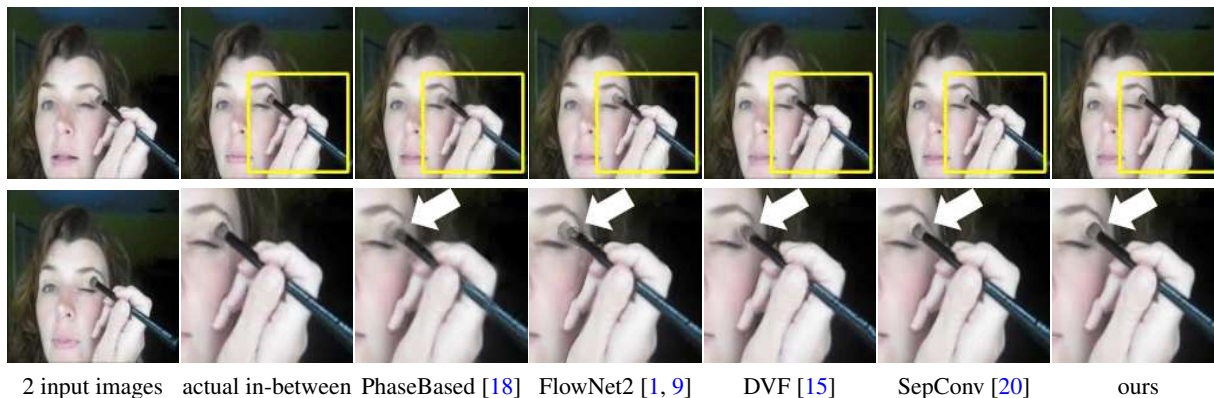 2 input images actual in-between PhaseBased [18] FlowNet2 [1, 9] DVF [15] SepConv [20] ours